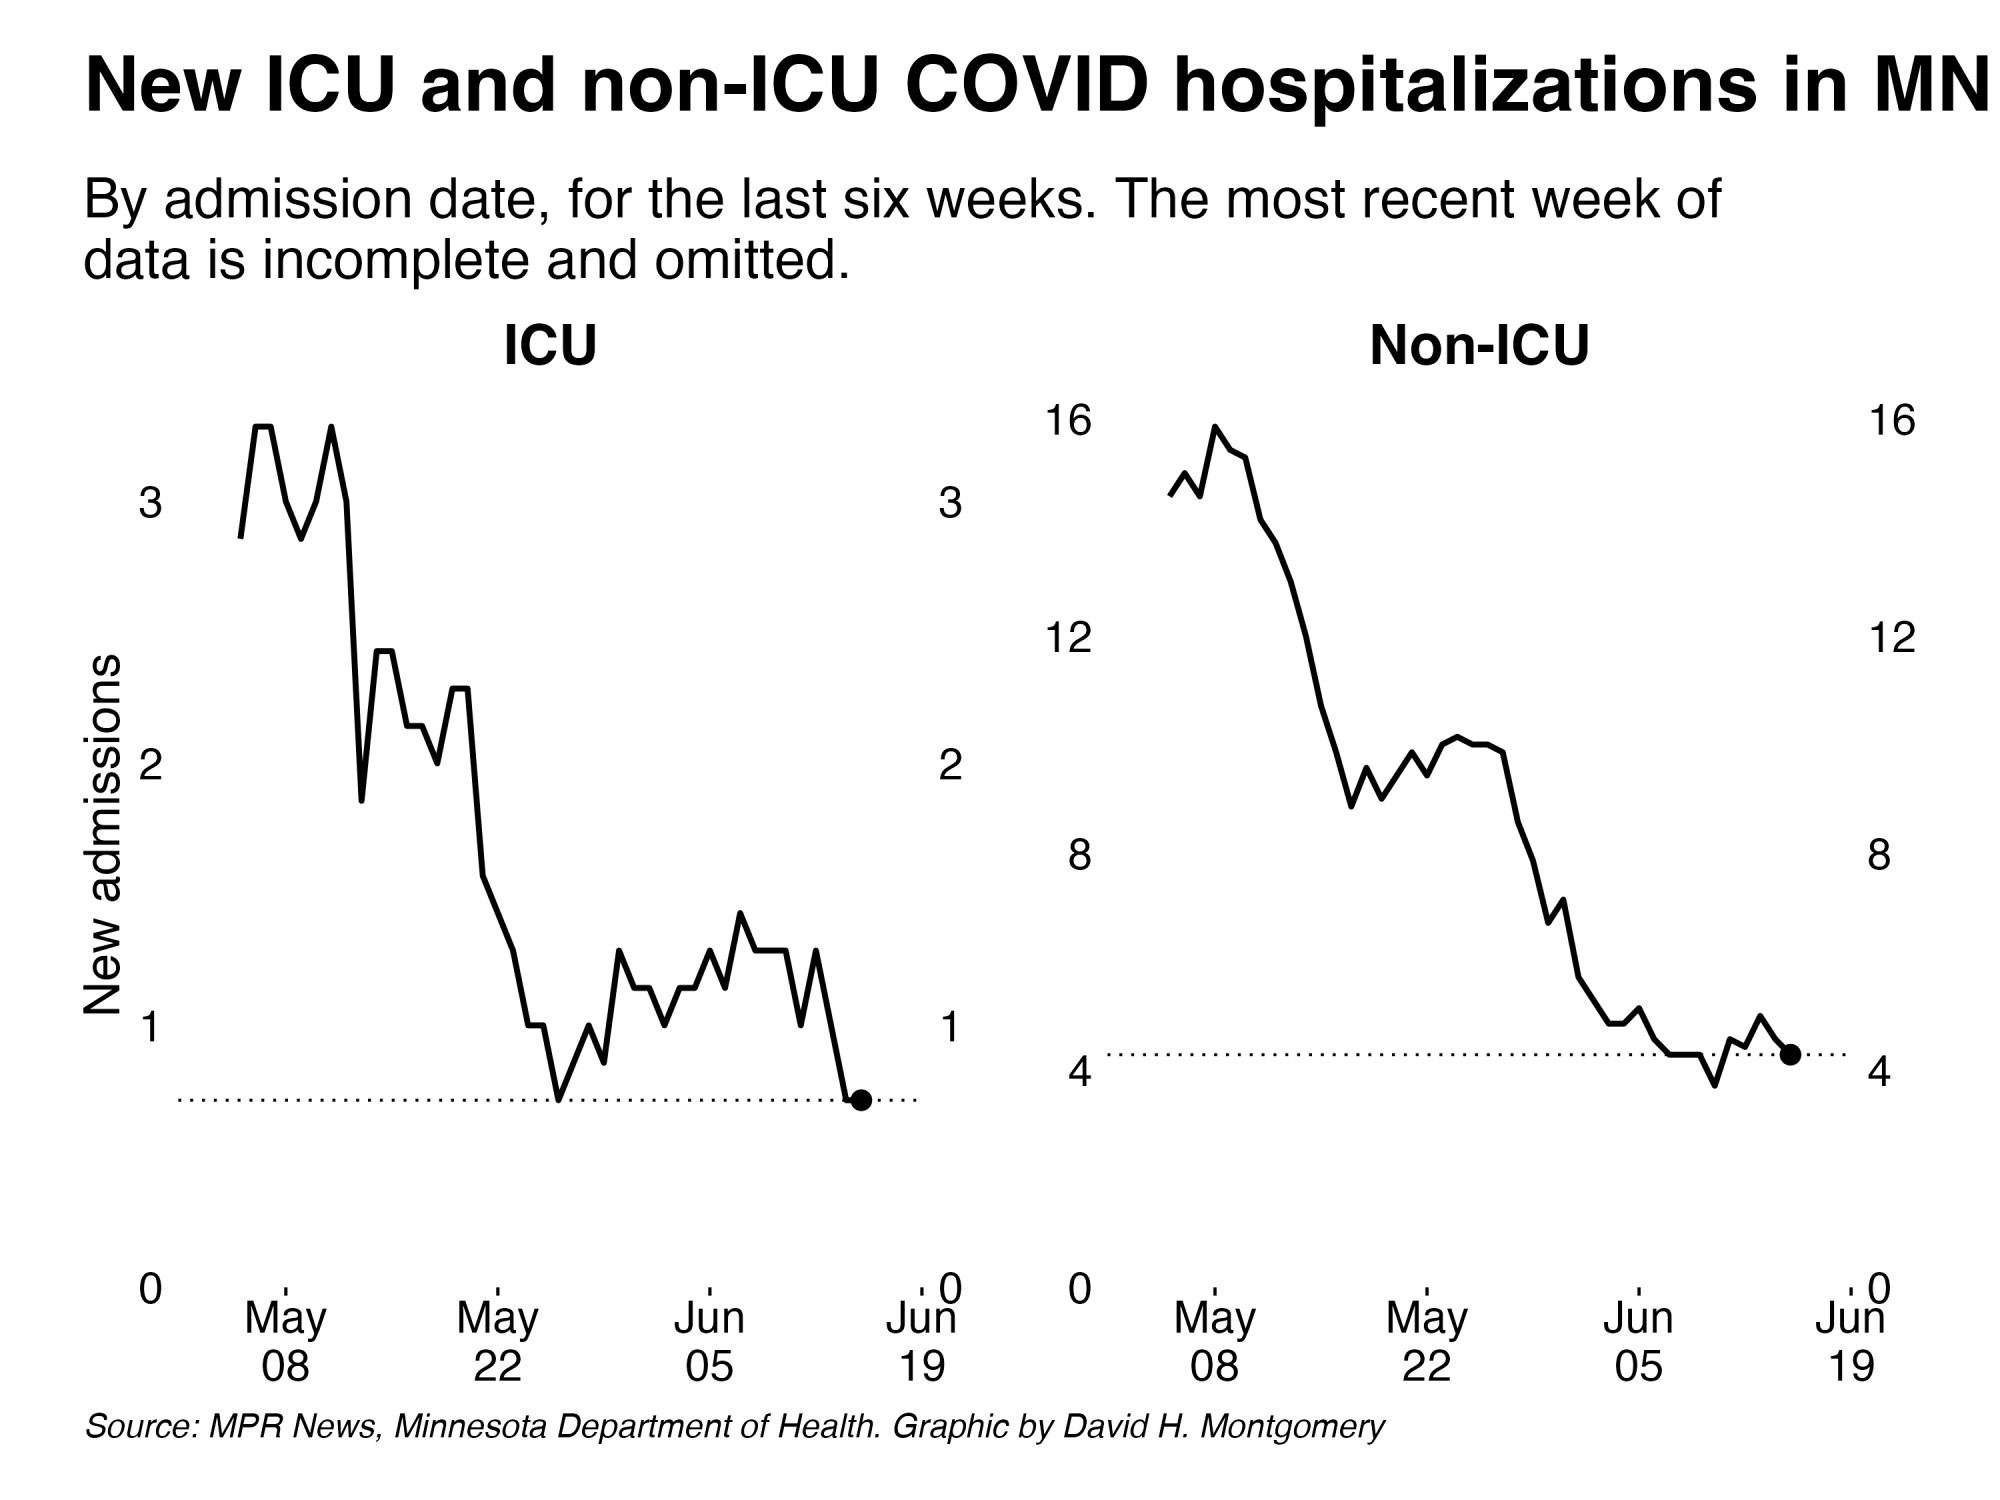 New ICU and non-ICU COVID hospitalizations in MN
By admission date, for the last six weeks. The most recent week of
data is incomplete and omitted.
ICU
New admissions
3
2
1
0
3
2
1
0
May
08
May
22
Jun
05
Jun
19
Non-ICU
16
12
8
4
0
16
12
8
4
0
May
08
May
22
Jun
05
Jun
19
Source: MPR News, Minnesota Department of Health. Graphic by David H. Montgomery